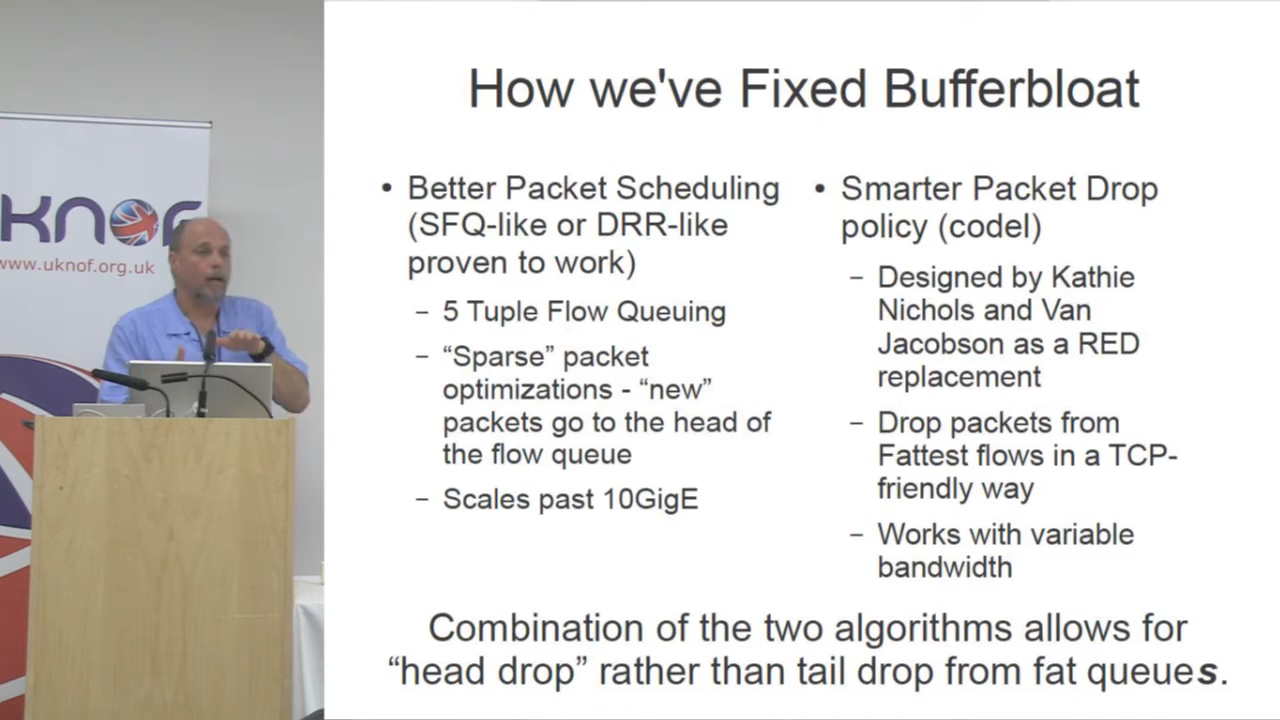 How we've Fixed Bufferbloat
• Better Packet Scheduling
(SFQ-like or DRR-like
proven to work)
– 5 Tuple Flow Queuing
– “Sparse” packet
optimizations - “new”
packets go to the head of
the flow queue
– Scales past 10GigE
• Smarter Packet Drop
policy (codel)
– Designed by Kathie
Nichols and Van
Jacobson as a RED
replacement
– Drop packets from
Fattest flows in a TCP-
friendly way
– Works with variable
bandwidth
Combination of the two algorithms allows for
“head drop” rather than tail drop from fat queues.
knof
www.uknof.org.uk